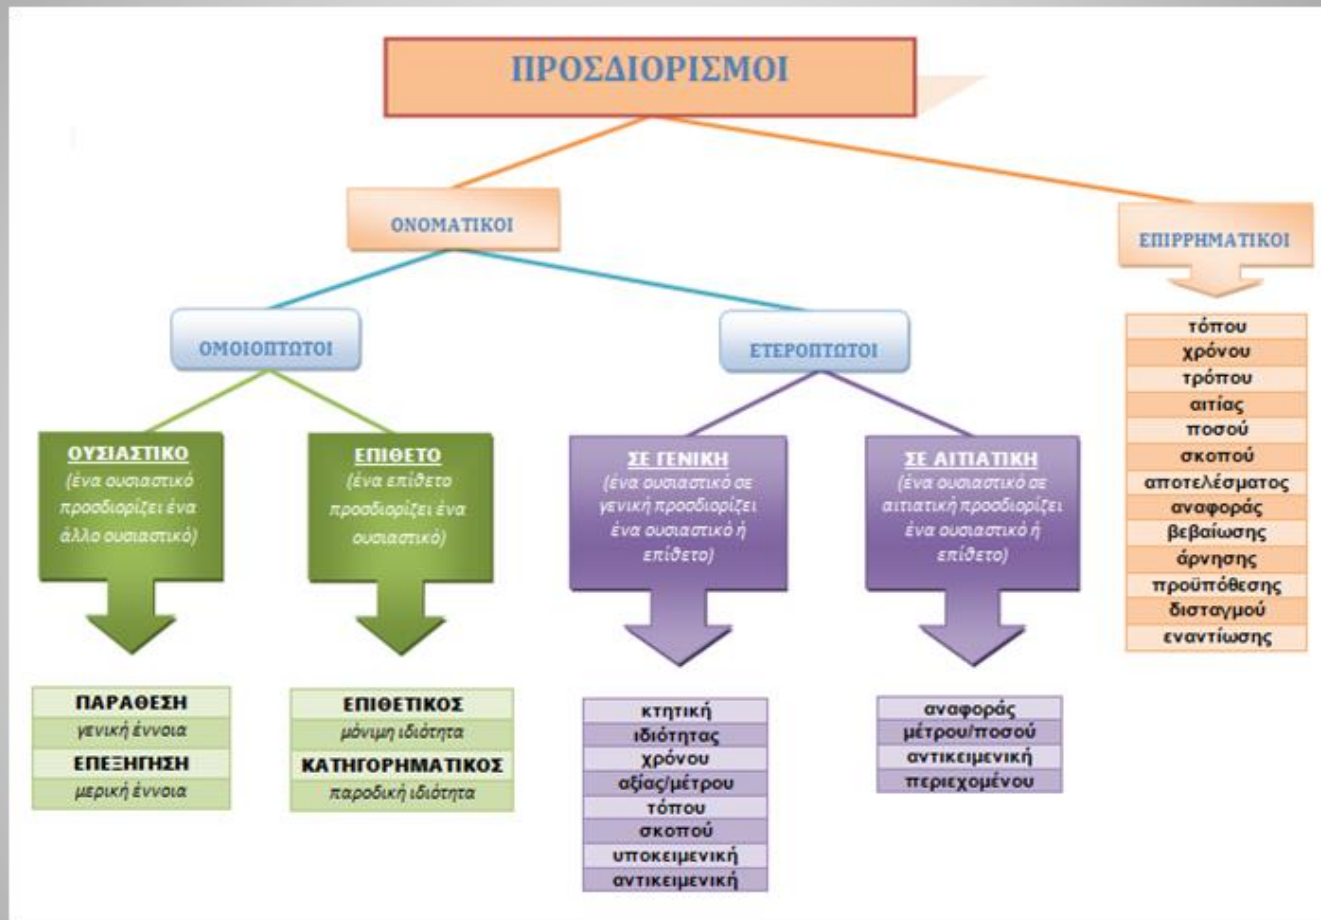 ΠΡΟΣΔΙΟΡΙΣΜΟΙ
ΟΝΟΜΑΤΙΚΟΙ
ΕΠΙΡΡΗΜΑΤΙΚΟΙ
ΟΜΟΙΟΠΤΩΤΟΙ
ΕΤΕΡΟΠΤΩΤΟΙ
ΟΥΣΙΑΣΤΙΚΟ
(ένα ουσιαστικό
προσδιορίζει ένα
άλλο ουσιαστικό)
ΠΑΡΑΘΕΣΗ
γενική έννοια
ΕΠΕΞΗΓΗΣΗ
μερική έννοια
ΕΠΙΘΕΤΟ
(ένα επίθετο
προσδιορίζει ένα
ουσιαστικό)
ΕΠΙΘΕΤΙΚΟΣ
μόνιμη ιδιότητα
ΚΑΤΗΓΟΡΗΜΑΤΙΚΟΣ
παροδική ιδιότητα
ΣΕ ΓΕΝΙΚΗ
(ένα ουσιαστικό σε
γενική προσδιορίζει
ένα ουσιαστικό ή
επίθετο)
κτητική
ιδιότητας
χρόνου
αξίας/μέτρου
τόπου
σκοπού
υποκειμενική
αντικειμενική
ΣΕ ΑΙΤΙΑΤΙΚΗ
(ένα ουσιαστικό σε
αιτιατική προσδιορίζει
ένα ουσιαστικό ή
επίθετο)
αναφοράς
μέτρου/ποσού
αντικειμενική
περιεχομένου
τόπου
χρόνου
τρόπου
αιτίας
ποσού
σκοπού
αποτελέσματος
αναφοράς
βεβαίωσης
άρνησης
προϋπόθεσης
δισταγμού
εναντίωσης